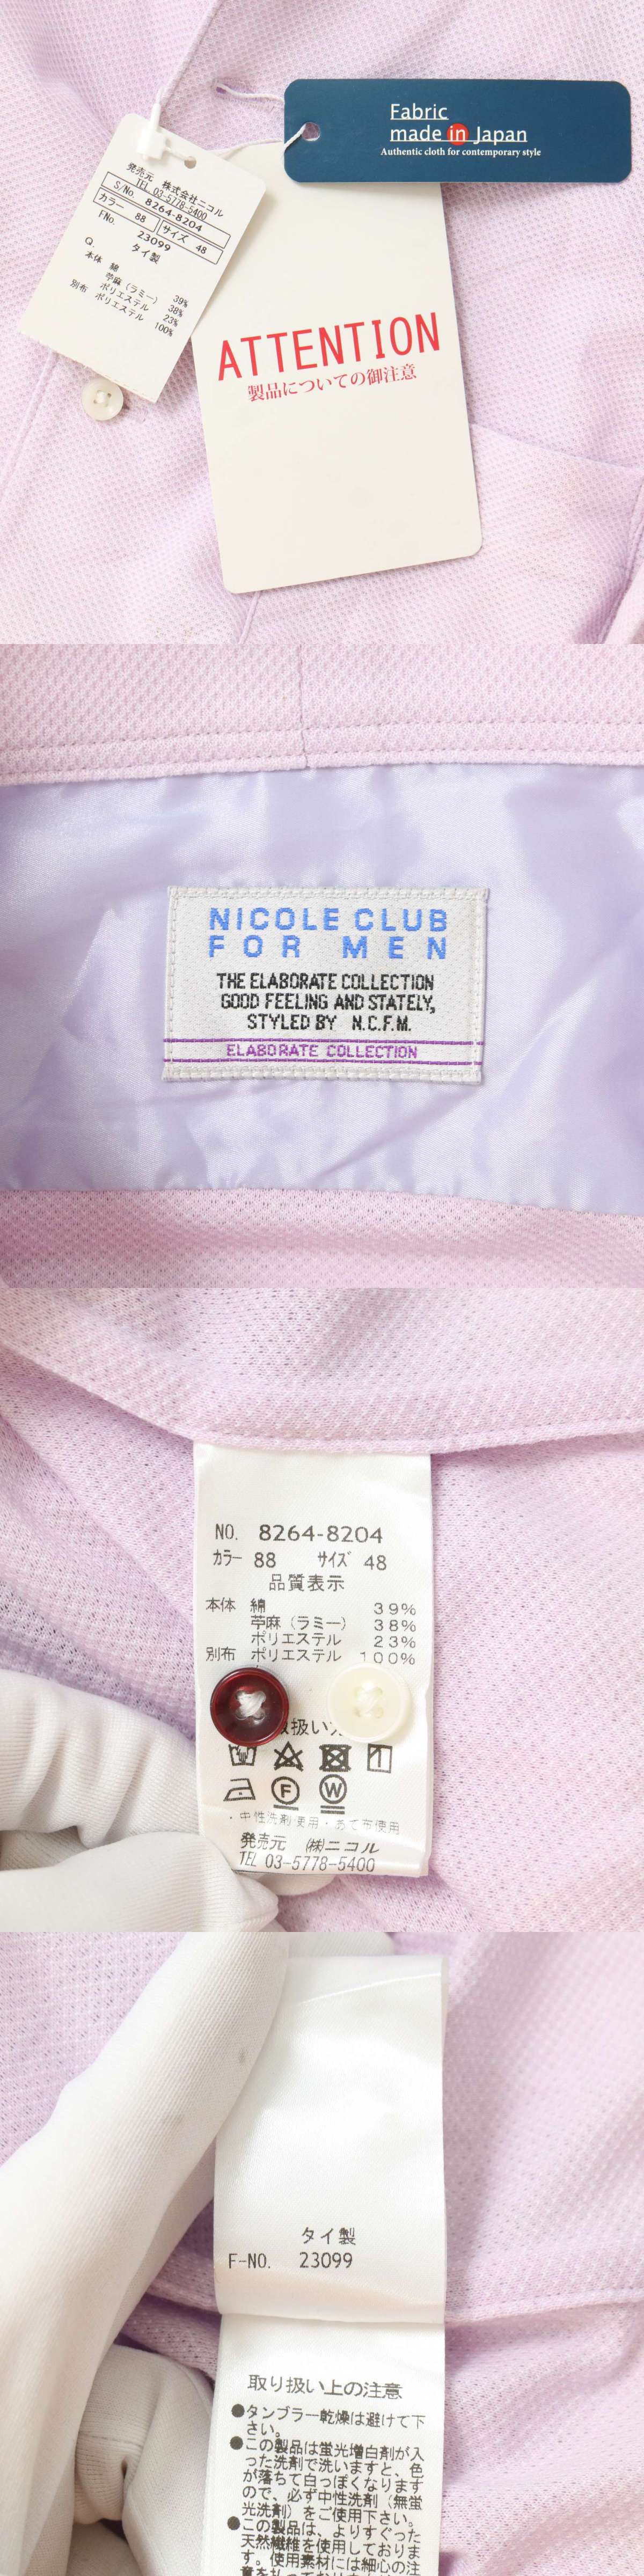 Fabric
made in Japan
Authentic cloth for contemporary style
発売元 株式会社ニコル
TEL 03-5778-5400
S/No. 8264-8204
カラー 88 サイズ 48
FNo. 23099
Q. タイ製
本体 綿 39%
苧麻（ラミー） 38%
ポリエステル 23%
別布 ポリエステル 100%
ATTENTION
製品についての御注意
NICOLE CLUB
FOR MEN
THE ELABORATE COLLECTION
GOOD FEELING AND STATELY,
STYLED BY N.C.F.M.
ELABORATE COLLECTION
NO. 8264-8204
カラー 88 サイズ 48
品質表示
本体 綿 39%
苧麻（ラミー） 38%
ポリエステル 23%
別布 ポリエステル 100%
取扱い方
F W
・中性洗剤使用・あて布使用
発売元 (株)ニコル
TEL 03-5778-5400
タイ製
F-NO. 23099
取り扱い上の注意
●タンブラー乾燥は避けて下
さい。
●この製品は蛍光増白剤が入
った洗剤で洗いますと、色
が落ちて白っぽくなります
ので、必ず中性洗剤（無蛍
光洗剤）をご使用下さい。
●この製品は、よりすぐった
天然繊維を使用しておりま
す。使用素材には細心の注